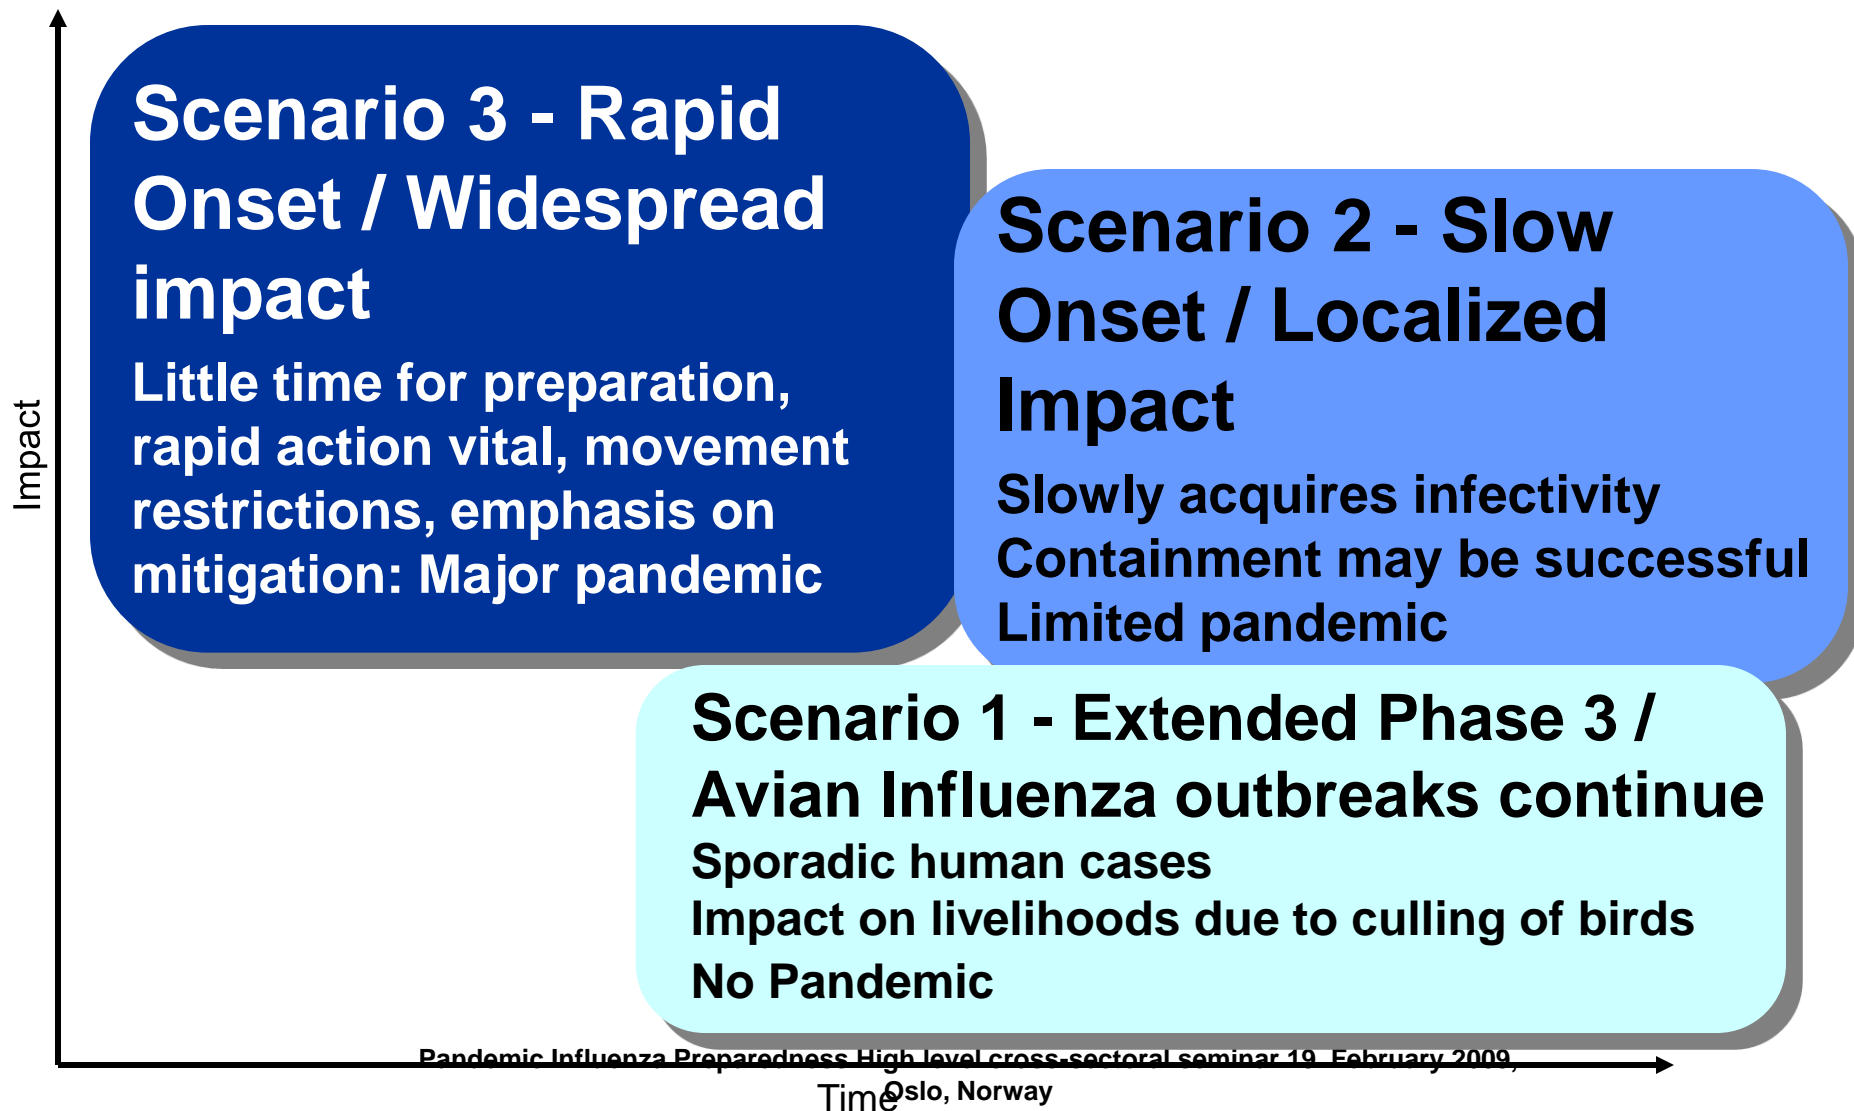 Scenario 3 - Rapid
Onset / Widespread
impact
Little time for preparation,
rapid action vital, movement
restrictions, emphasis on
mitigation: Major pandemic
Scenario 2 - Slow
Onset / Localized
Impact
Slowly acquires infectivity
Containment may be successful
Limited pandemic
Scenario 1 - Extended Phase 3 /
Avian Influenza outbreaks continue
Sporadic human cases
Impact on livelihoods due to culling of birds
No Pandemic
Impact
Pandemic Influenza Preparedness High level cross-sectoral seminar 19. February 2009,
Oslo, Norway
Time